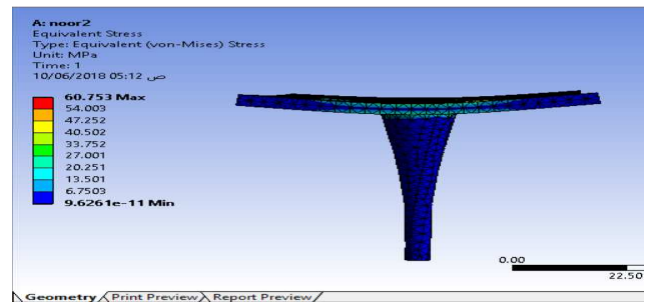 A: noor2
Equivalent Stress
Type: Equivalent (von-Mises) Stress
Unit: MPa
Time: 1
10/06/2018 05:12 ص
60.753 Max
54.003
47.252
40.502
33.752
27.001
20.251
13.501
6.7503
9.6261e-11 Min
0.00
22.50
Geometry Print Preview Report Preview